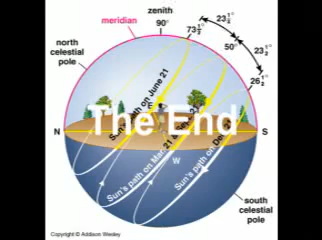 zenith
meridian
90°
23½°
73½°
50°
23½°
26½°
north
celestial
pole
Sun's path on June 21
The End
N
S
W
Sun's path on Mar 21
Sun's path on De
south
celestial
pole
Copyright © Addison Wesley